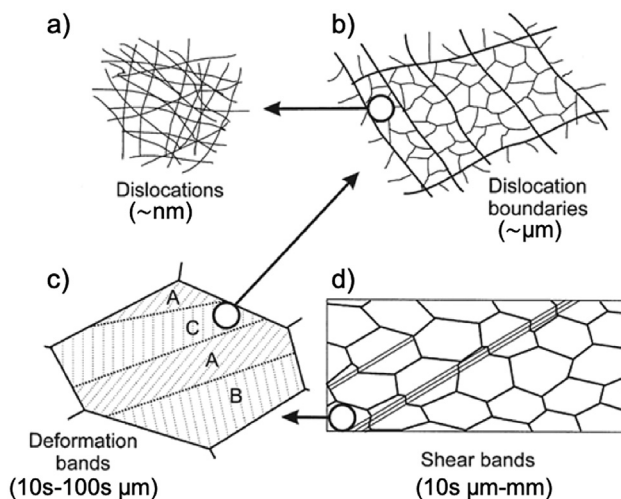 a)
Dislocations
(~nm)
b)
Dislocation
boundaries
(~µm)
c)
A
C
A
B
Deformation
bands
(10s-100s µm)
d)
Shear bands
(10s µm-mm)